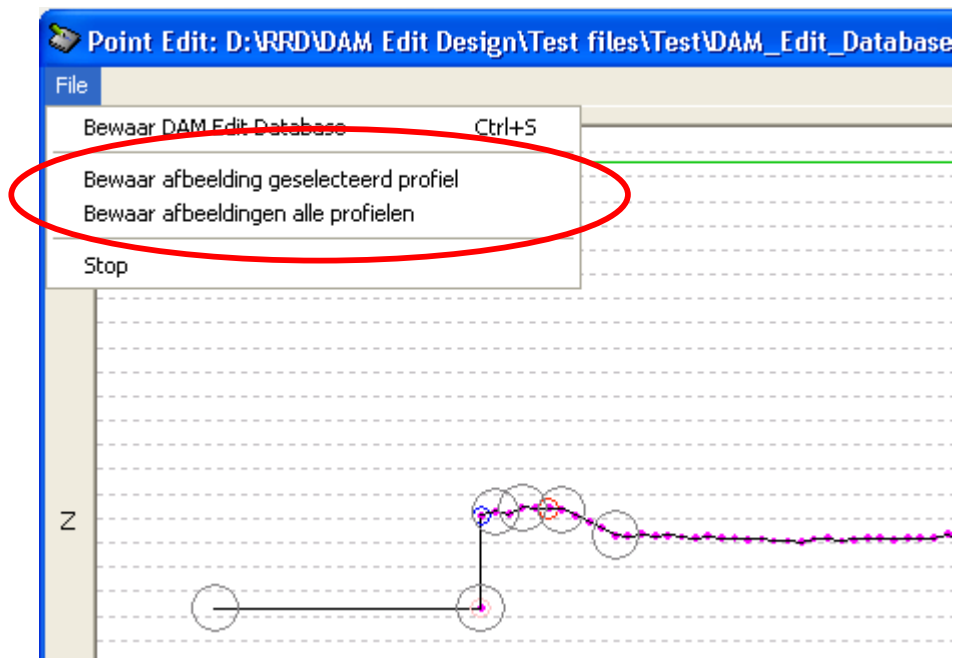 Point Edit: D:\RRD\DAM Edit Design\Test files\Test\DAM_Edit_Database
File
Bewaar DAM Edit Database Ctrl+S
Bewaar afbeelding geselecteerd profiel
Bewaar afbeeldingen alle profielen
Stop
Z